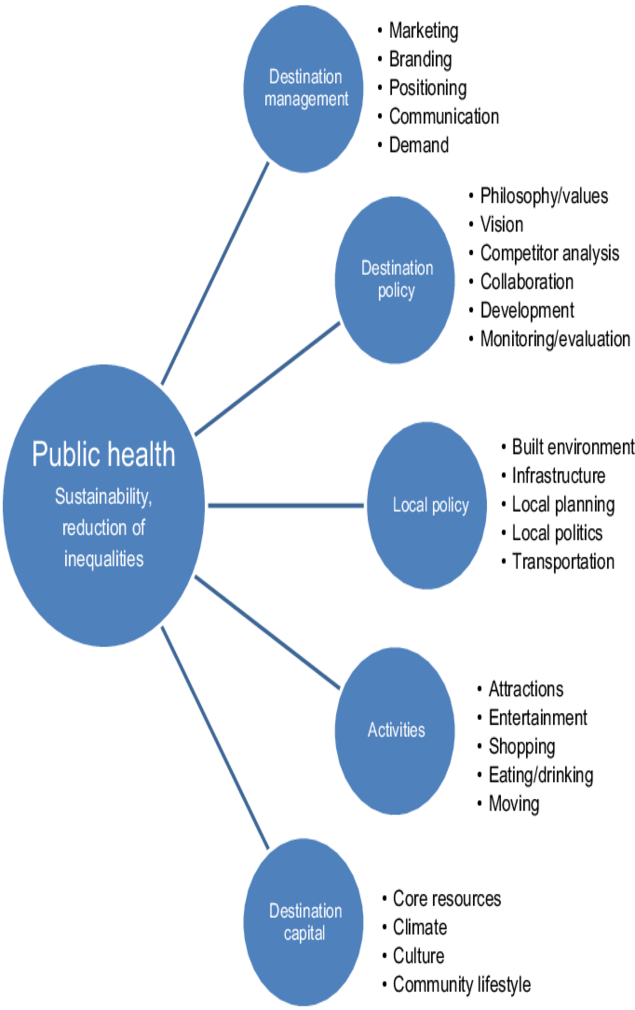 Destination
management
• Marketing
• Branding
• Positioning
• Communication
• Demand
Destination
policy
• Philosophy/values
• Vision
• Competitor analysis
• Collaboration
• Development
• Monitoring/evaluation
Public health
Sustainability,
reduction of
inequalities
Local policy
• Built environment
• Infrastructure
• Local planning
• Local politics
• Transportation
Activities
• Attractions
• Entertainment
• Shopping
• Eating/drinking
• Moving
Destination
capital
• Core resources
• Climate
• Culture
• Community lifestyle